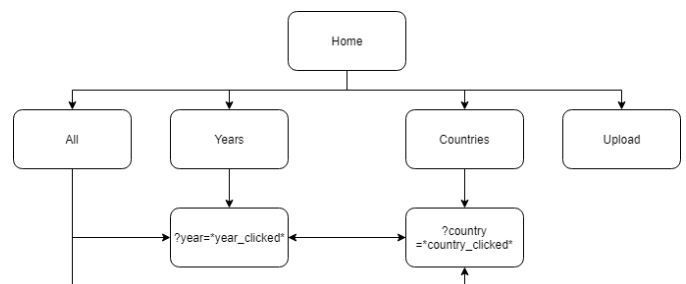 Home
All
Years
Countries
Upload
?year=*year_clicked*
?country
=*country_clicked*